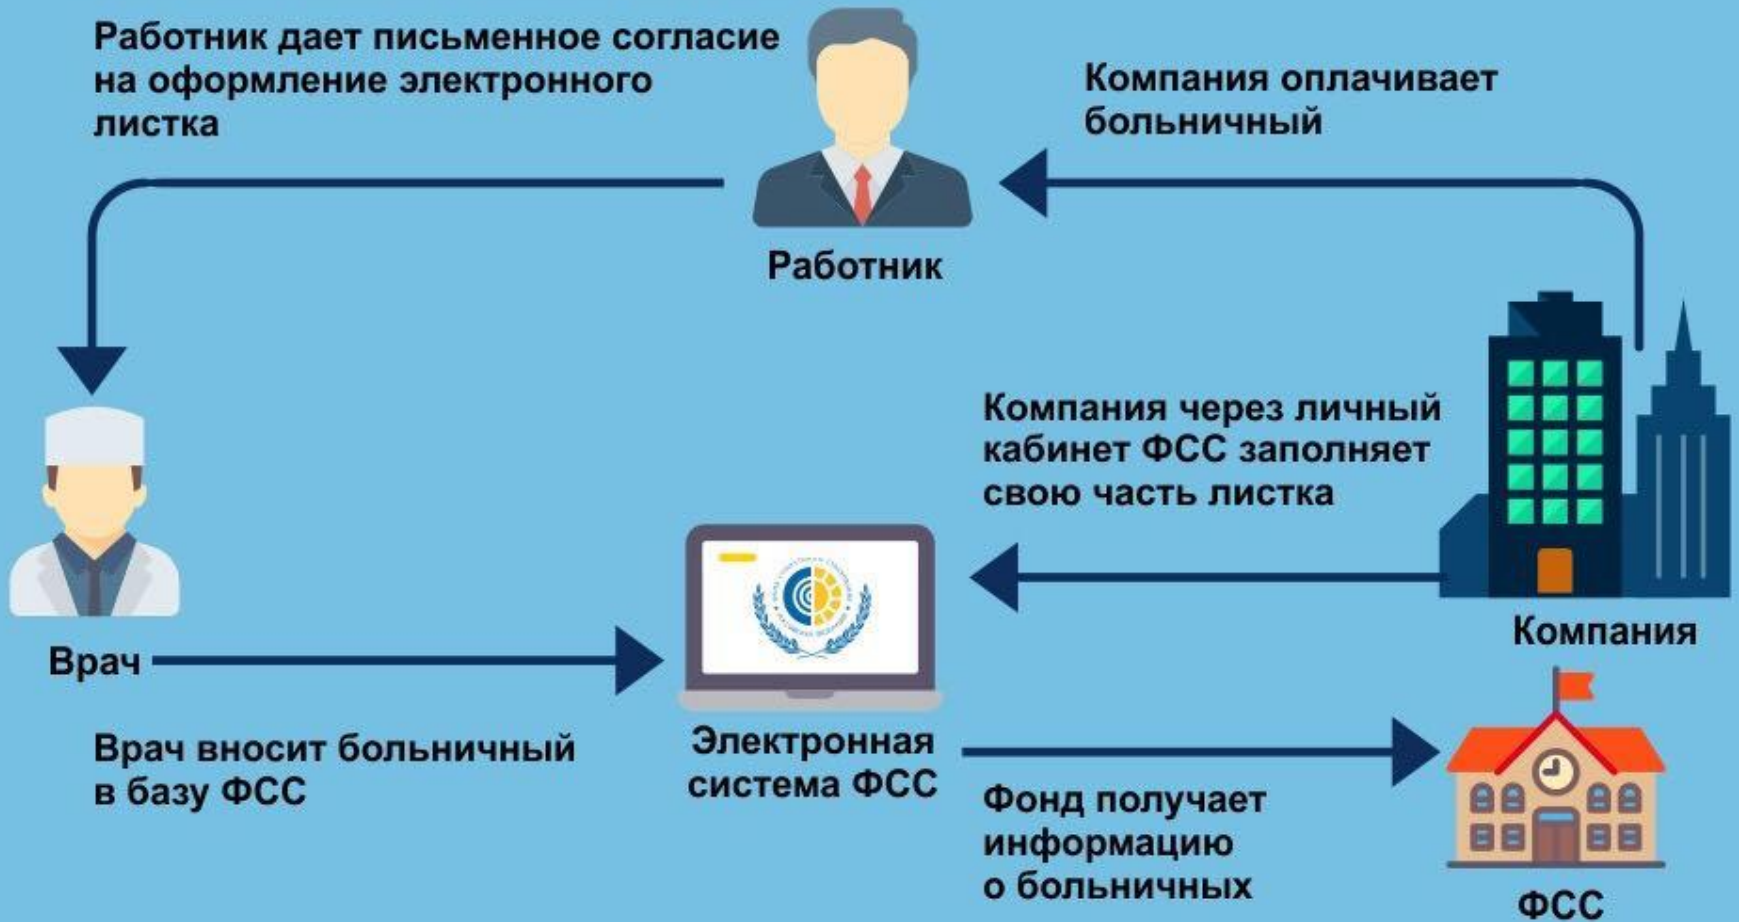 Работник дает письменное согласие
на оформление электронного
листка
Компания оплачивает
больничный
Работник
Компания через личный
кабинет ФСС заполняет
свою часть листка
Компания
Врач
Врач вносит больничный
в базу ФСС
Электронная
система ФСС
Фонд получает
информацию
о больничных
ФСС